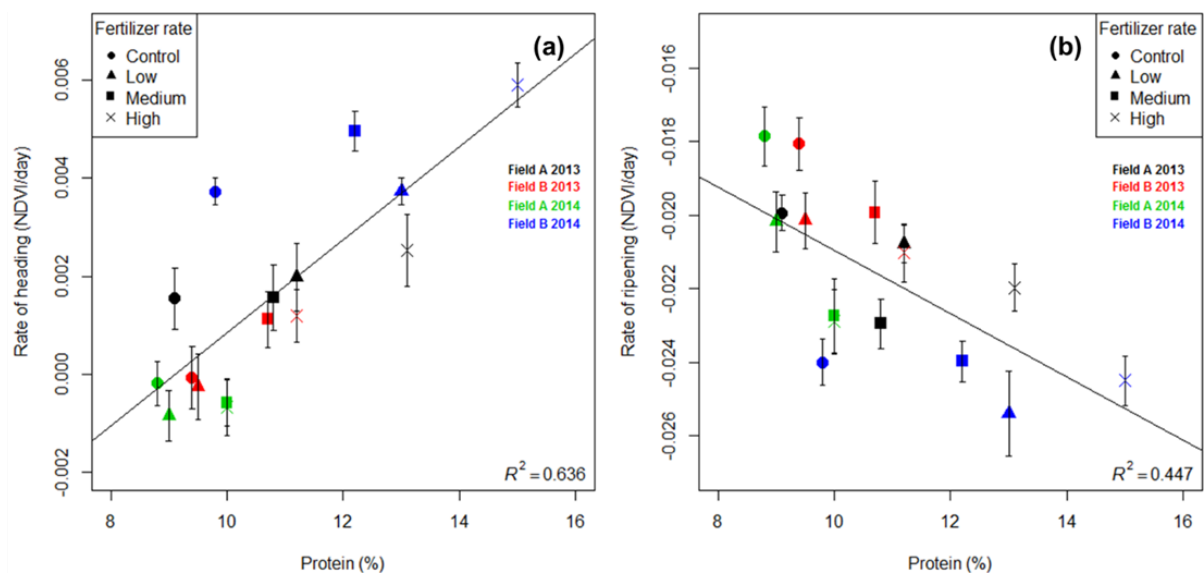 Fertilizer rate
Control
Low
Medium
High
(a)
Field A 2013
Field B 2013
Field A 2014
Field B 2014
R² = 0.636
Rate of heading (NDVI/day)
0.006
0.004
0.002
0.000
-0.002
8 10 12 14 16
Protein (%)
(b)
Fertilizer rate
Control
Low
Medium
High
Field A 2013
Field B 2013
Field A 2014
Field B 2014
R² = 0.447
Rate of ripening (NDVI/day)
-0.016
-0.018
-0.020
-0.022
-0.024
-0.026
8 10 12 14 16
Protein (%)